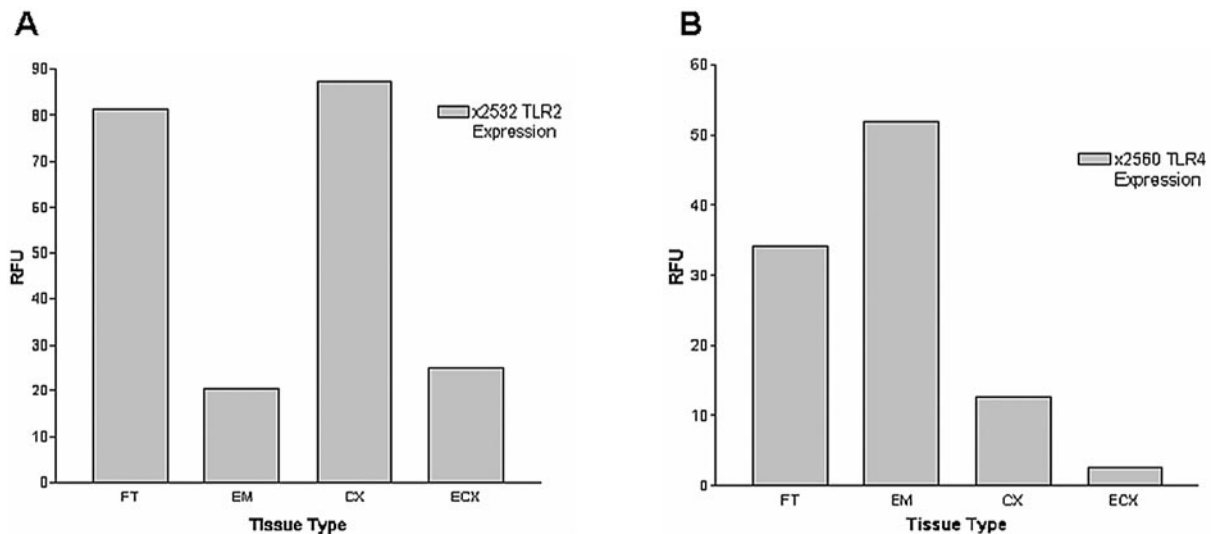 A
90
80
70
60
50
40
30
20
10
0
RFU
x2532 TLR2
Expression
FT EM CX ECX
Tissue Type
B
60
50
40
30
20
10
0
RFU
x2560 TLR4
Expression
FT EM CX ECX
Tissue Type